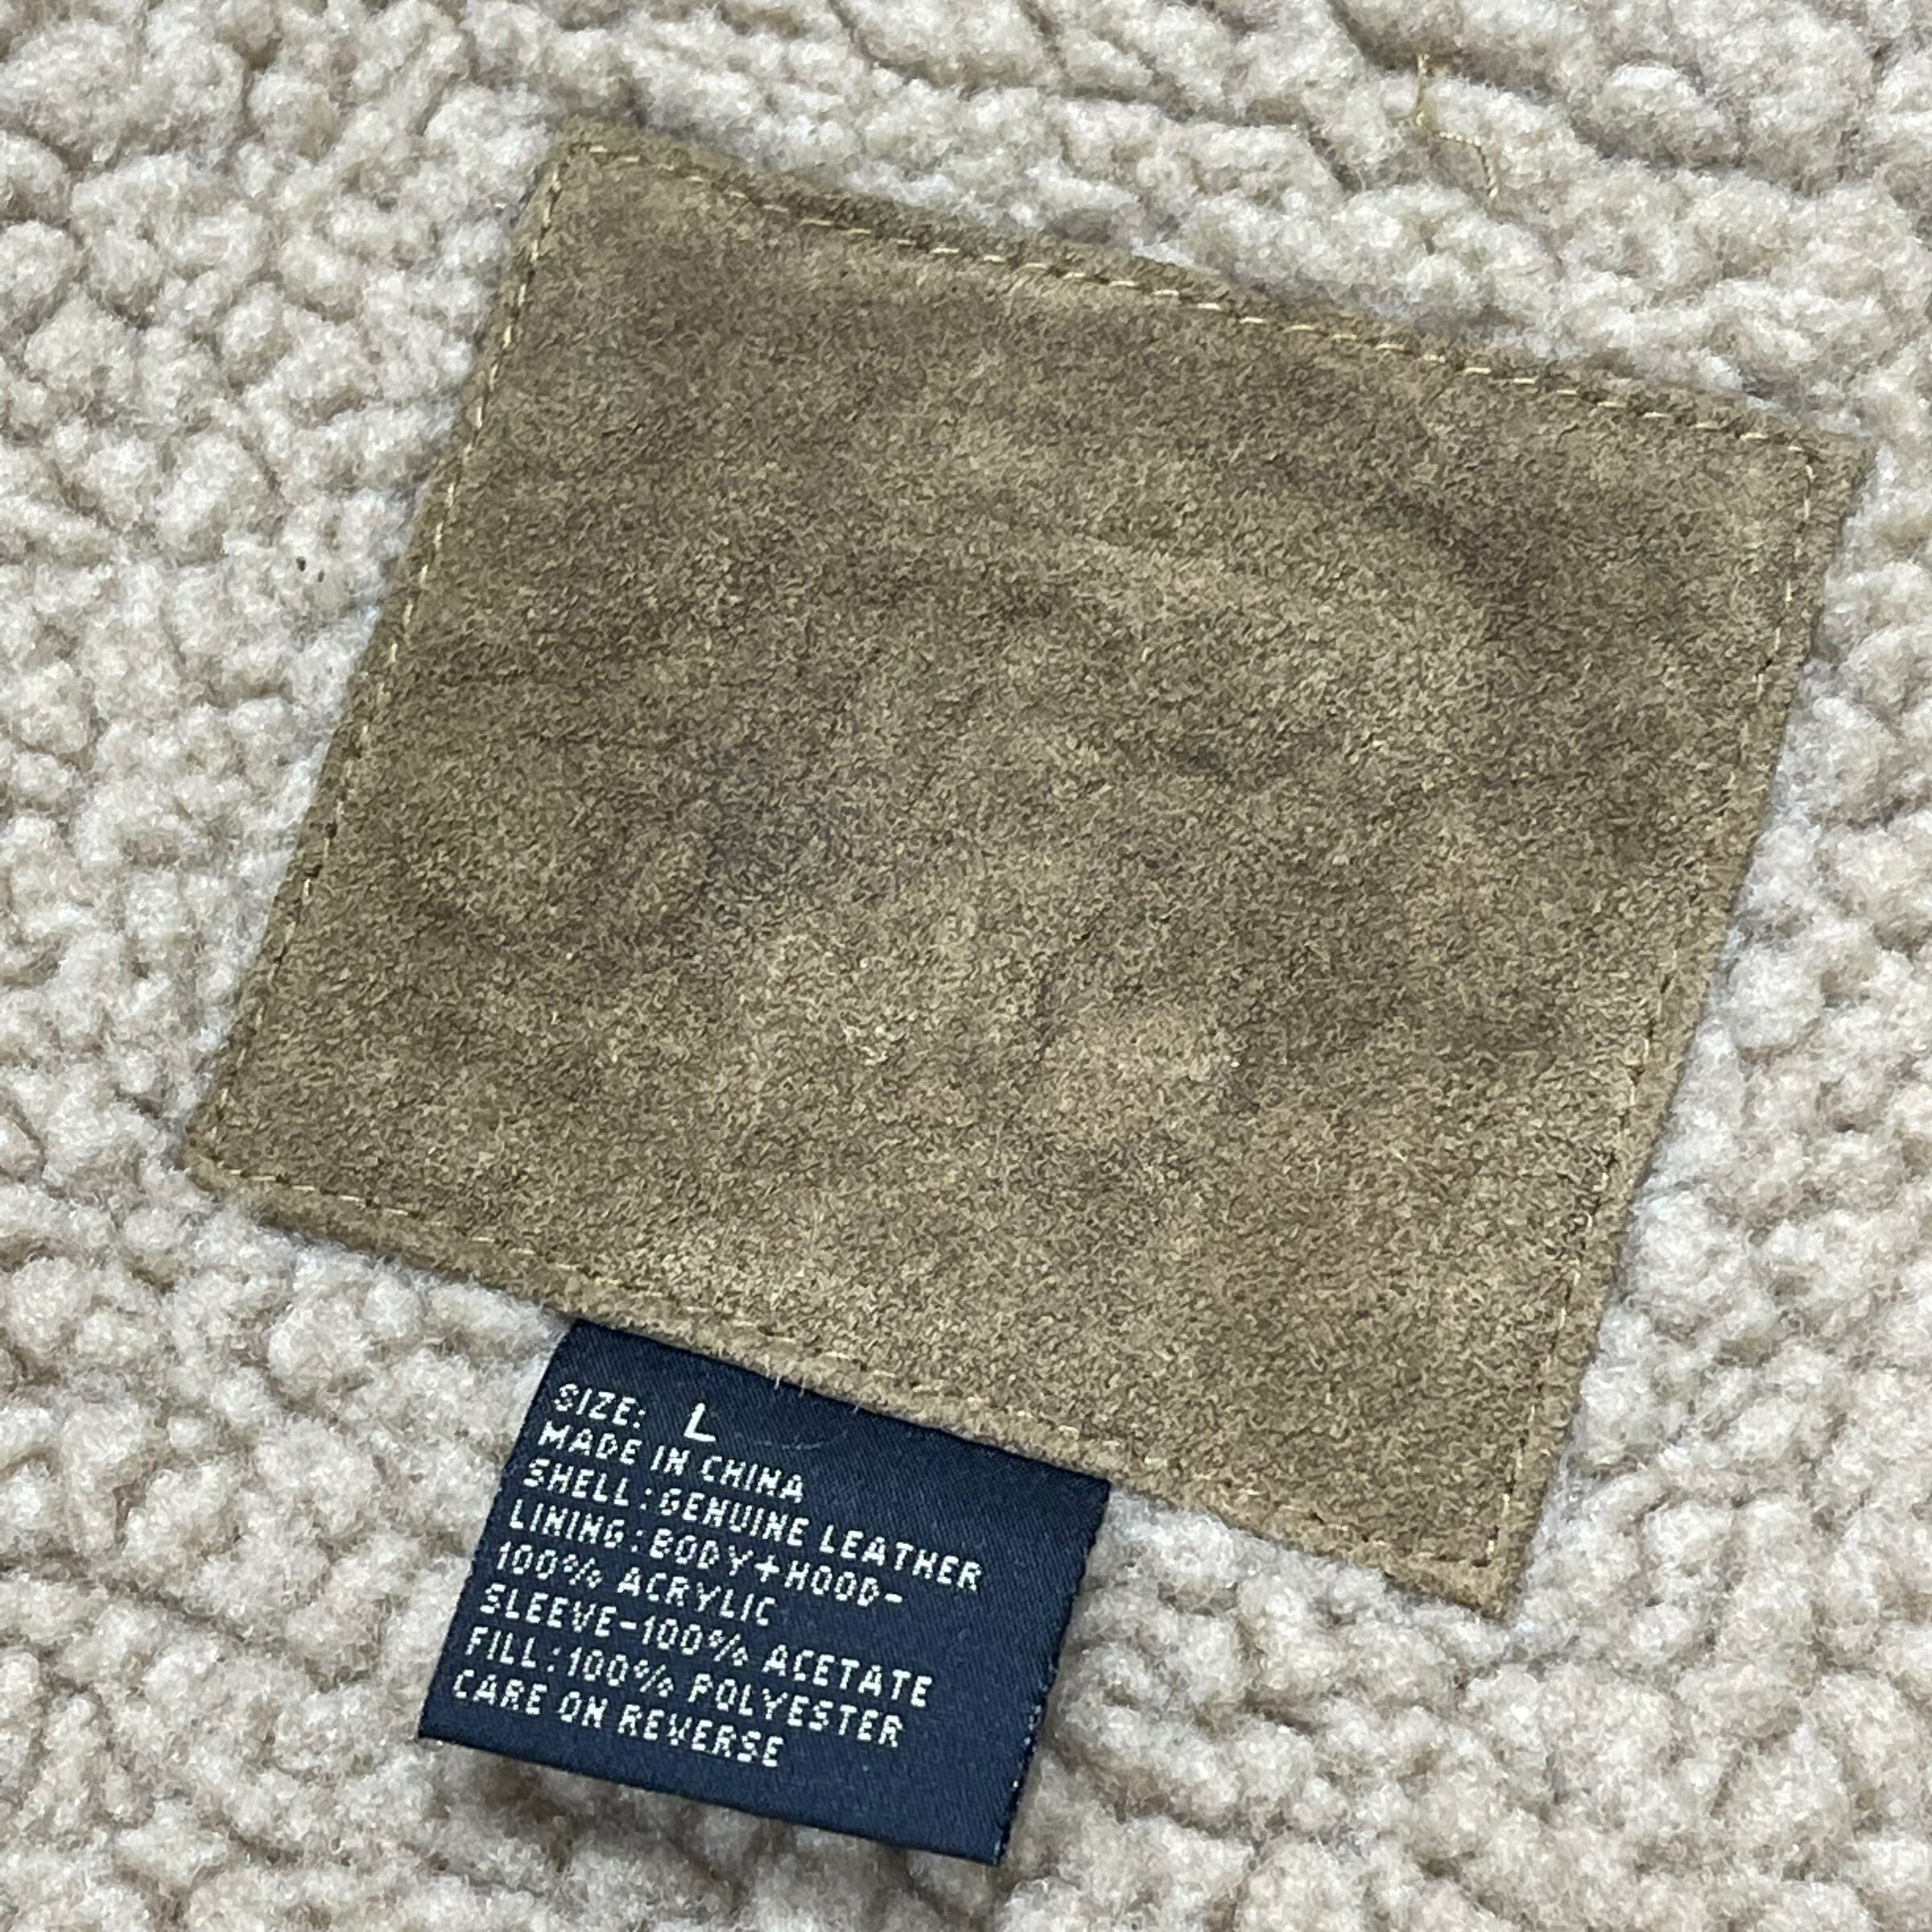 SIZE: L
MADE IN CHINA
SHELL:GENUINE LEATHER
LINING:BODY+HOOD-
100% ACRYLIC
SLEEVE-100% ACETATE
FILL:100% POLYESTER
CARE ON REVERSE